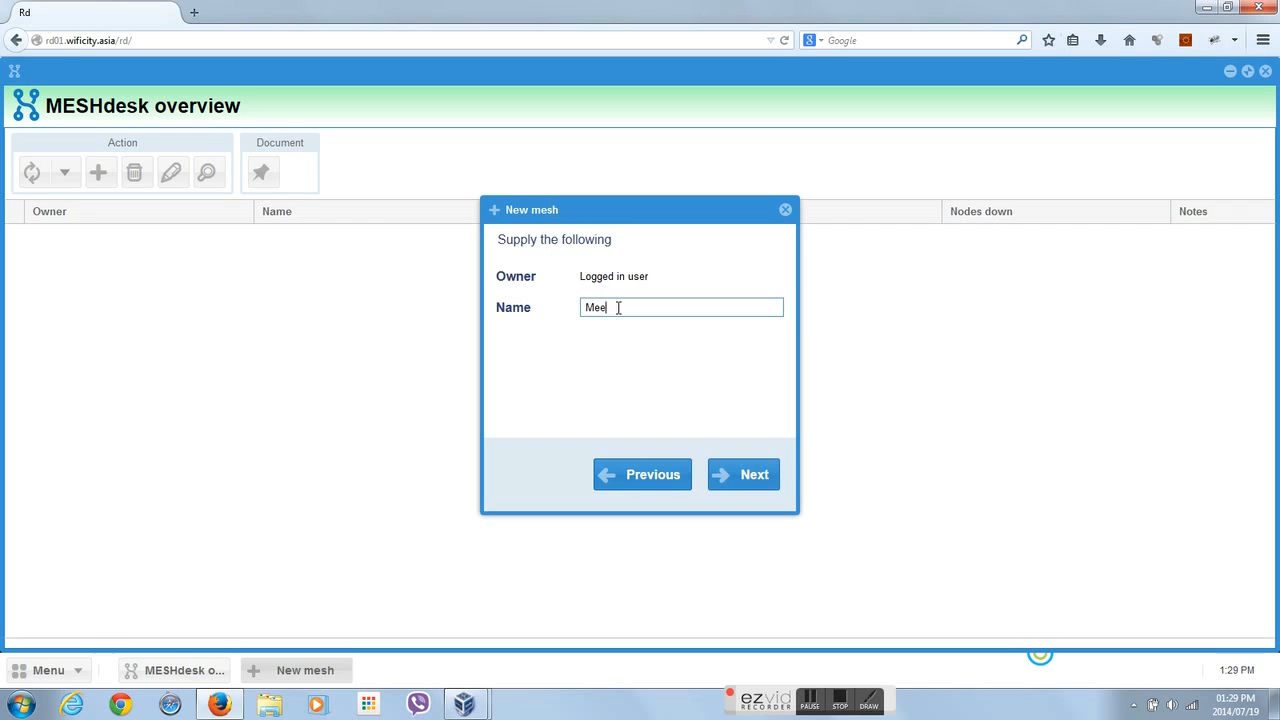 Rd
rd01.wificity.asia/rd/
Google
MESHdesk overview
Action
Document
Owner
Name
Nodes down
Notes
New mesh
Supply the following
Owner
Logged in user
Name
Mee
Previous
Next
Menu
MESHdesk o...
New mesh
1:29 PM
ezvid
RECORDER
PAUSE
STOP
DRAW
01:29 PM
2014/07/19